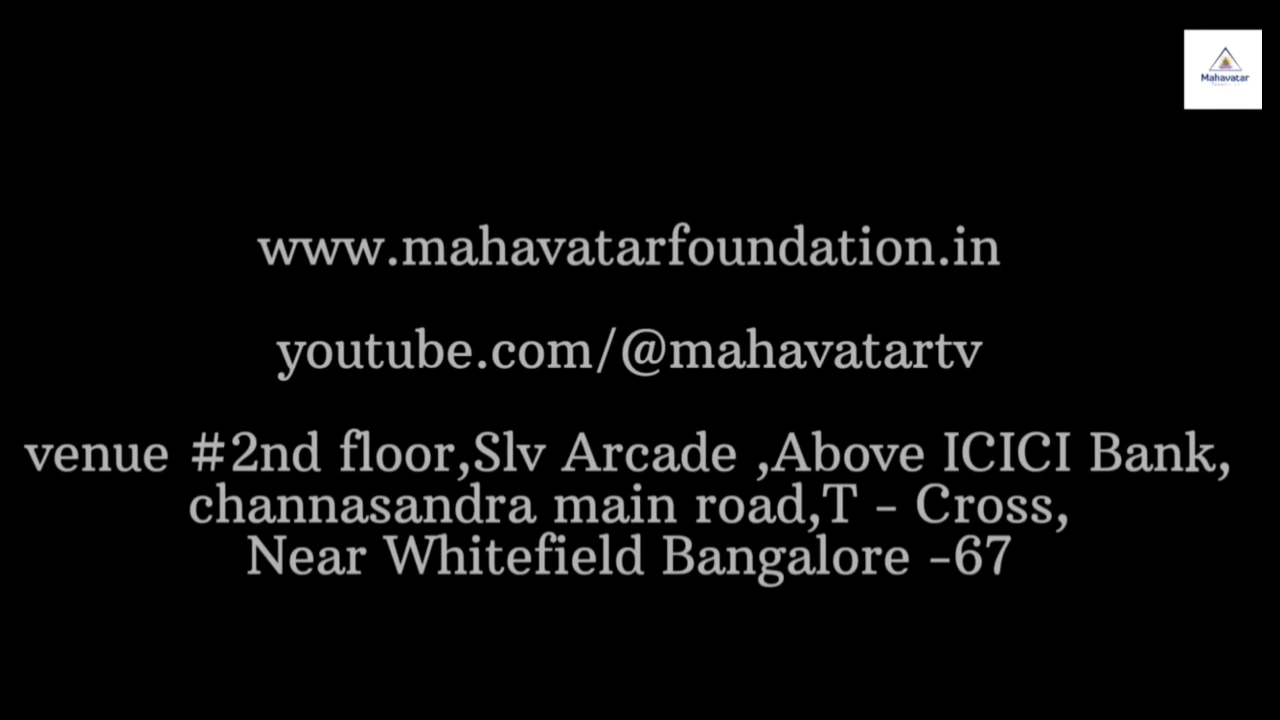 Mahavatar
www.mahavatarfoundation.in
youtube.com/@mahavatartv
venue #2nd floor,Slv Arcade ,Above ICICI Bank,
channasandra main road,T - Cross,
Near Whitefield Bangalore -67